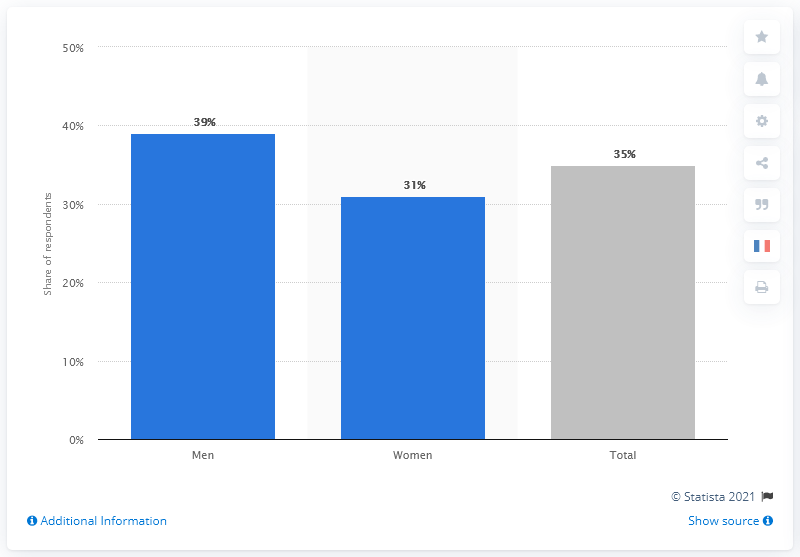 50%
40%
30%
20%
10%
0%
Share of respondents
39%
31%
35%
Men
Women
Total
© Statista 2021
Additional Information
Show source